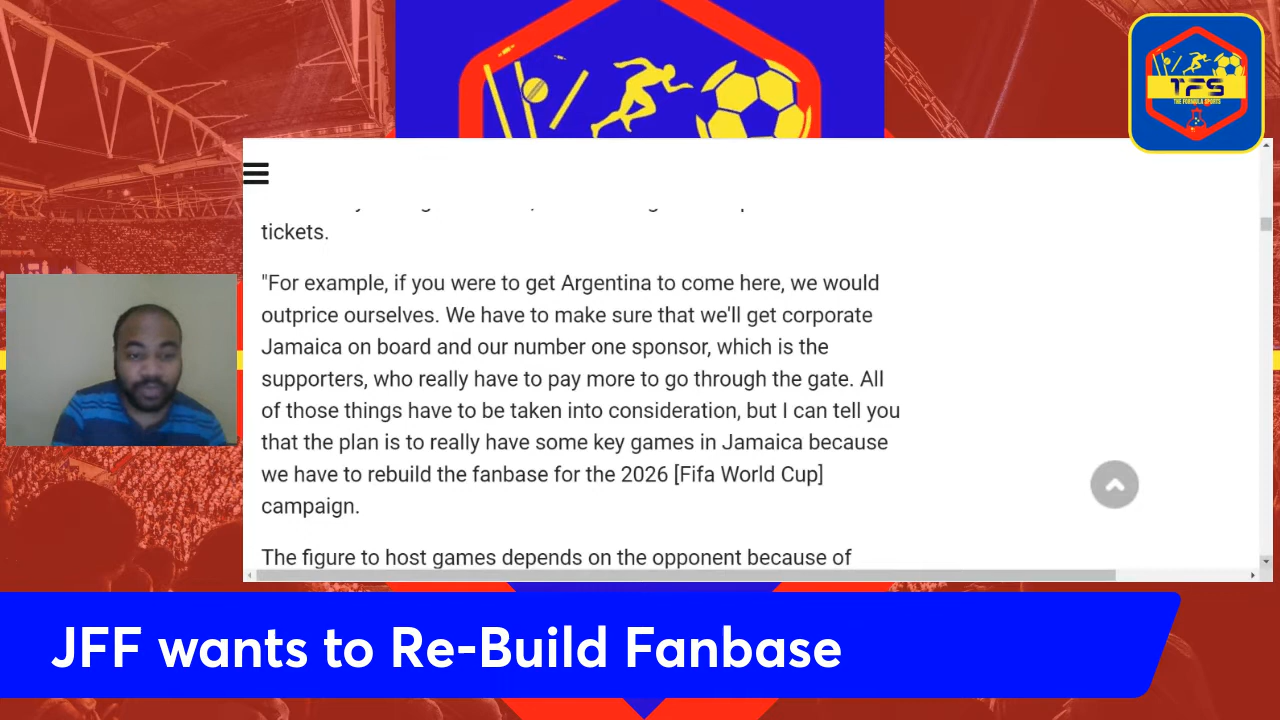 TFS
THE FORMULA SPORTS
tickets.
"For example, if you were to get Argentina to come here, we would
outprice ourselves. We have to make sure that we'll get corporate
Jamaica on board and our number one sponsor, which is the
supporters, who really have to pay more to go through the gate. All
of those things have to be taken into consideration, but I can tell you
that the plan is to really have some key games in Jamaica because
we have to rebuild the fanbase for the 2026 [Fifa World Cup]
campaign.
The figure to host games depends on the opponent because of
JFF wants to Re-Build Fanbase